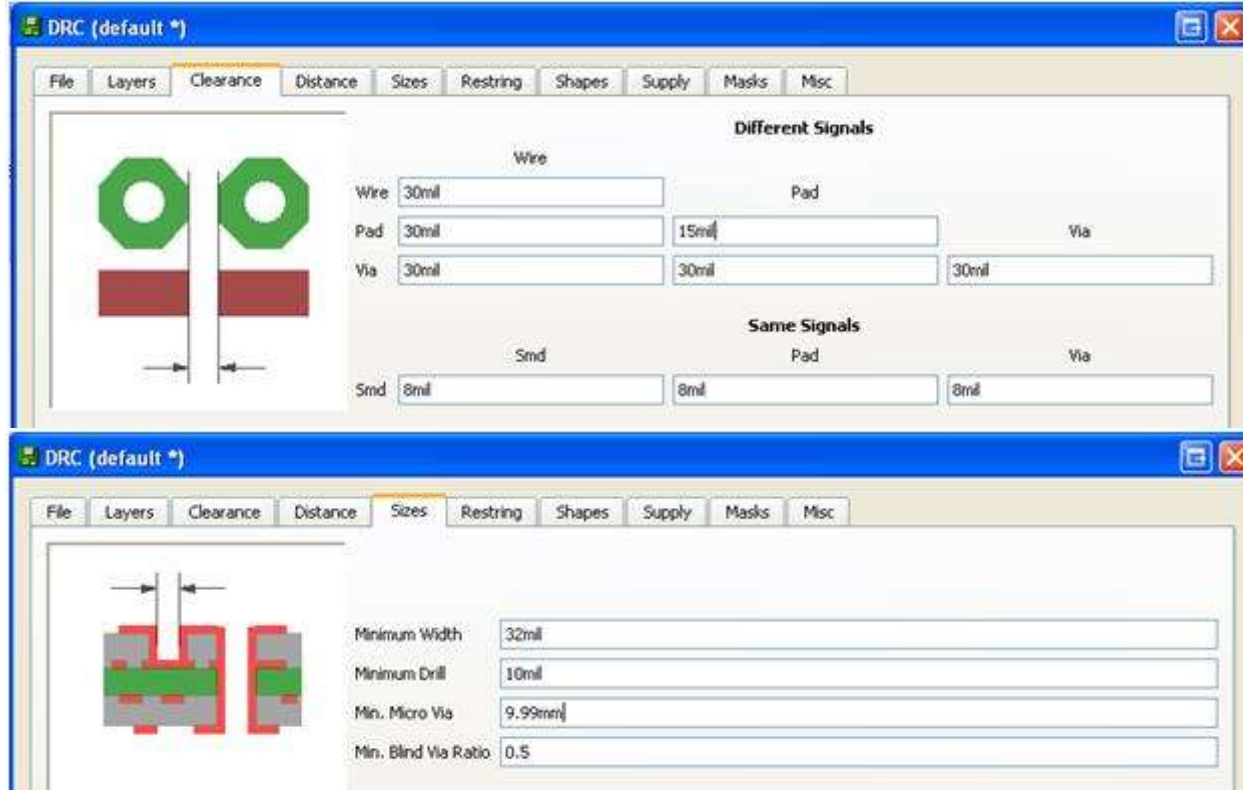 DRC (default *)
File Layers Clearance Distance Sizes Restring Shapes Supply Masks Misc
Different Signals
Wire
Wire 30mil Pad
Pad 30mil 15mil Via
Via 30mil 30mil 30mil
Same Signals
Smd Pad Via
Smd 8mil 8mil 8mil
DRC (default *)
File Layers Clearance Distance Sizes Restring Shapes Supply Masks Misc
Minimum Width 32mil
Minimum Drill 10mil
Min. Micro Via 9.99mm
Min. Blind Via Ratio 0.5